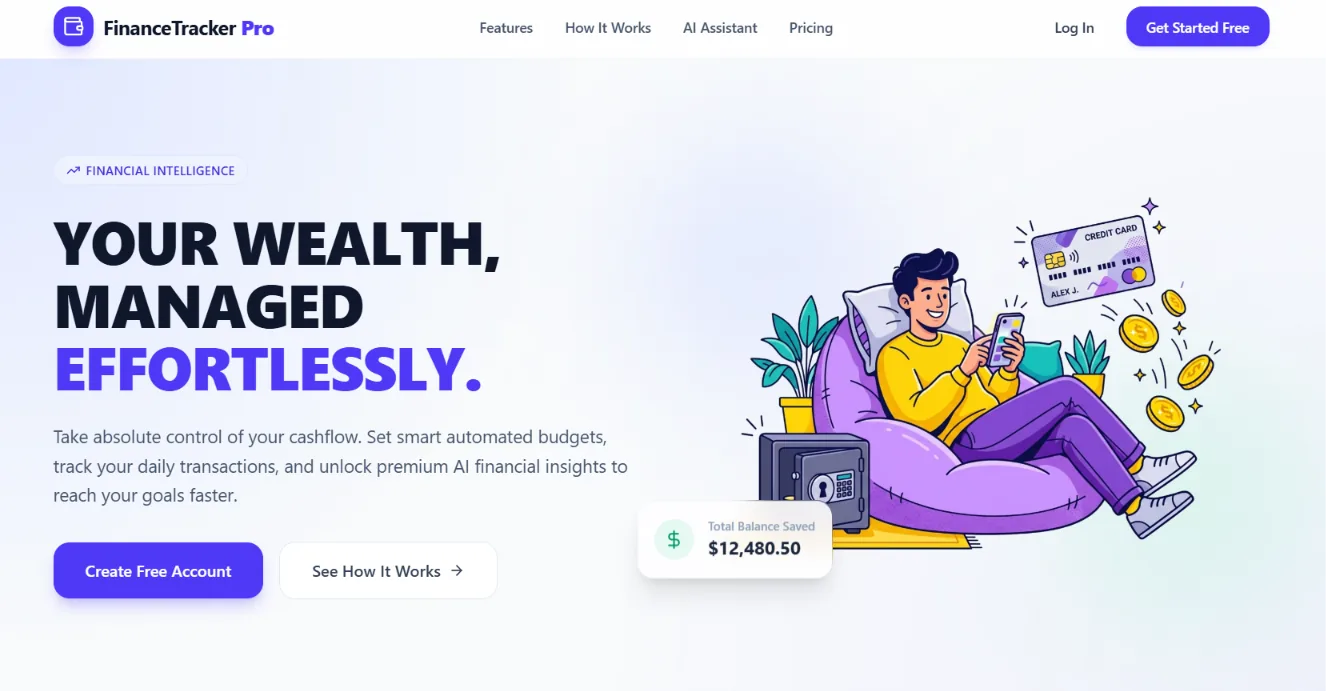 FinanceTracker Pro
Features
How It Works
AI Assistant
Pricing
Log In
Get Started Free
FINANCIAL INTELLIGENCE
YOUR WEALTH,
MANAGED
EFFORTLESSLY.
Take absolute control of your cashflow. Set smart automated budgets,
track your daily transactions, and unlock premium AI financial insights to
reach your goals faster.
Create Free Account
See How It Works →
CREDIT CARD
ALEX J.
$
Total Balance Saved
$12,480.50